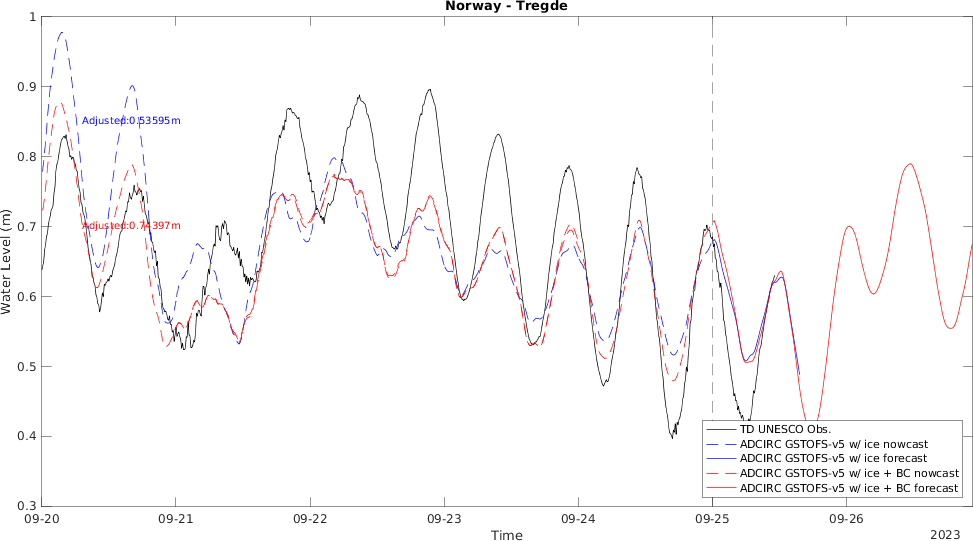 Norway - Tregde
Water Level (m)
1
0.9
0.8
0.7
0.6
0.5
0.4
0.3
Adjusted:0.53595m
Adjusted:0.74397m
TD UNESCO Obs.
ADCIRC GSTOFS-v5 w/ ice nowcast
ADCIRC GSTOFS-v5 w/ ice forecast
ADCIRC GSTOFS-v5 w/ ice + BC nowcast
ADCIRC GSTOFS-v5 w/ ice + BC forecast
09-20 09-21 09-22 09-23 09-24 09-25 09-26
Time
2023